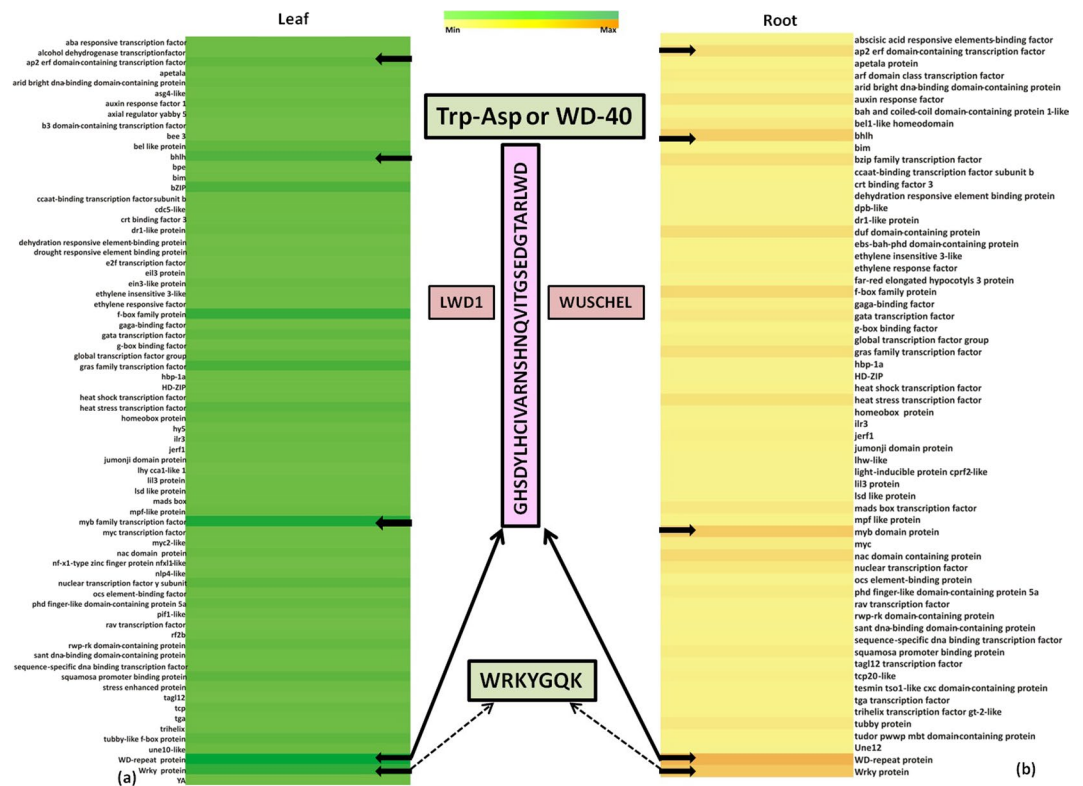 Leaf
Min
Max
Root
aba responsive transcription factor
alcohol dehydrogenase transcriptionfactor
ap2 erf domain-containing transcription factor
apetala
arid bright dna-binding domain-containing protein
asg4-like
auxin response factor 1
axial regulator yabby 5
b3 domain-containing transcription factor
bee 3
bel like protein
bhlh
bpe
bim
bZIP
ccaat-binding transcription factor subunit b
cdc5-like
crt binding factor 3
dr1-like protein
dehydration responsive element-binding protein
drought responsive element binding protein
e2f transcription factor
eil3 protein
ein3-like protein
ethylene insensitive 3-like
ethylene responsive factor
f-box family protein
gaga-binding factor
gata transcription factor
g-box binding factor
global transcription factor group
gras family transcription factor
hbp-1a
HD-ZIP
heat shock transcription factor
heat stress transcription factor
homeobox protein
hy5
ilr3
jerf1
jumonji domain protein
lhy cca1-like 1
lil3 protein
lsd like protein
mads box
mpf-like protein
myb family transcription factor
myc transcription factor
myc2-like
nac domain protein
nf-x1-type zinc finger protein nfxl1-like
nlp4-like
nuclear transcription factor y subunit
ocs element-binding factor
phd finger-like domain-containing protein 5a
pif1-like
rav transcription factor
rf2b
rwp-rk domain-containing protein
sant dna-binding domain-containing protein
sequence-specific dna binding transcription factor
squamosa promoter binding protein
stress enhanced protein
tagl12
tcp
tga
trihelix
tubby-like f-box protein
une10-like
WD-repeat protein
Wrky protein
YA
(a)
Trp-Asp or WD-40
GHSDYLHCIVARNSHNQVITGSEDGTARLWD
LWD1
WUSCHEL
WRKYGQK
abscisic acid responsive elements-binding factor
ap2 erf domain-containing transcription factor
apetala protein
arf domain class transcription factor
arid bright dna-binding domain-containing protein
auxin response factor
bah and coiled-coil domain-containing protein 1-like
bel1-like homeodomain
bhlh
bim
bzip family transcription factor
ccaat-binding transcription factor subunit b
crt binding factor 3
dehydration responsive element binding protein
dpb-like
dr1-like protein
duf domain-containing protein
ebs-bah-phd domain-containing protein
ethylene insensitive 3-like
ethylene response factor
far-red elongated hypocotyls 3 protein
f-box family protein
gaga-binding factor
gata transcription factor
g-box binding factor
global transcription factor group
gras family transcription factor
hbp-1a
HD-ZIP
heat shock transcription factor
heat stress transcription factor
homeobox protein
ilr3
jerf1
jumonji domain protein
lhw-like
light-inducible protein cprf2-like
lil3 protein
lsd like protein
mads box transcription factor
mpf like protein
myb domain protein
myc
nac domain containing protein
nuclear transcription factor
ocs element-binding protein
phd finger-like domain-containing protein 5a
rav transcription factor
rwp-rk domain-containing protein
sant dna-binding domain-containing protein
sequence-specific dna binding transcription factor
squamosa promoter binding protein
tagl12 transcription factor
tcp20-like
tesmin tso1-like cxc domain-containing protein
tga transcription factor
trihelix transcription factor gt-2-like
tubby protein
tudor pwwp mbt domain-containing protein
Une12
WD-repeat protein
Wrky protein
(b)